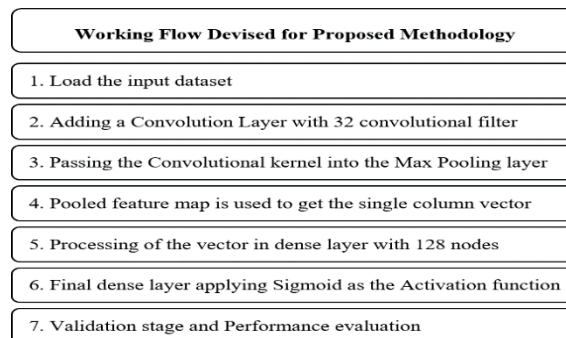 Working Flow Devised for Proposed Methodology
1. Load the input dataset
2. Adding a Convolution Layer with 32 convolutional filter
3. Passing the Convolutional kernel into the Max Pooling layer
4. Pooled feature map is used to get the single column vector
5. Processing of the vector in dense layer with 128 nodes
6. Final dense layer applying Sigmoid as the Activation function
7. Validation stage and Performance evaluation